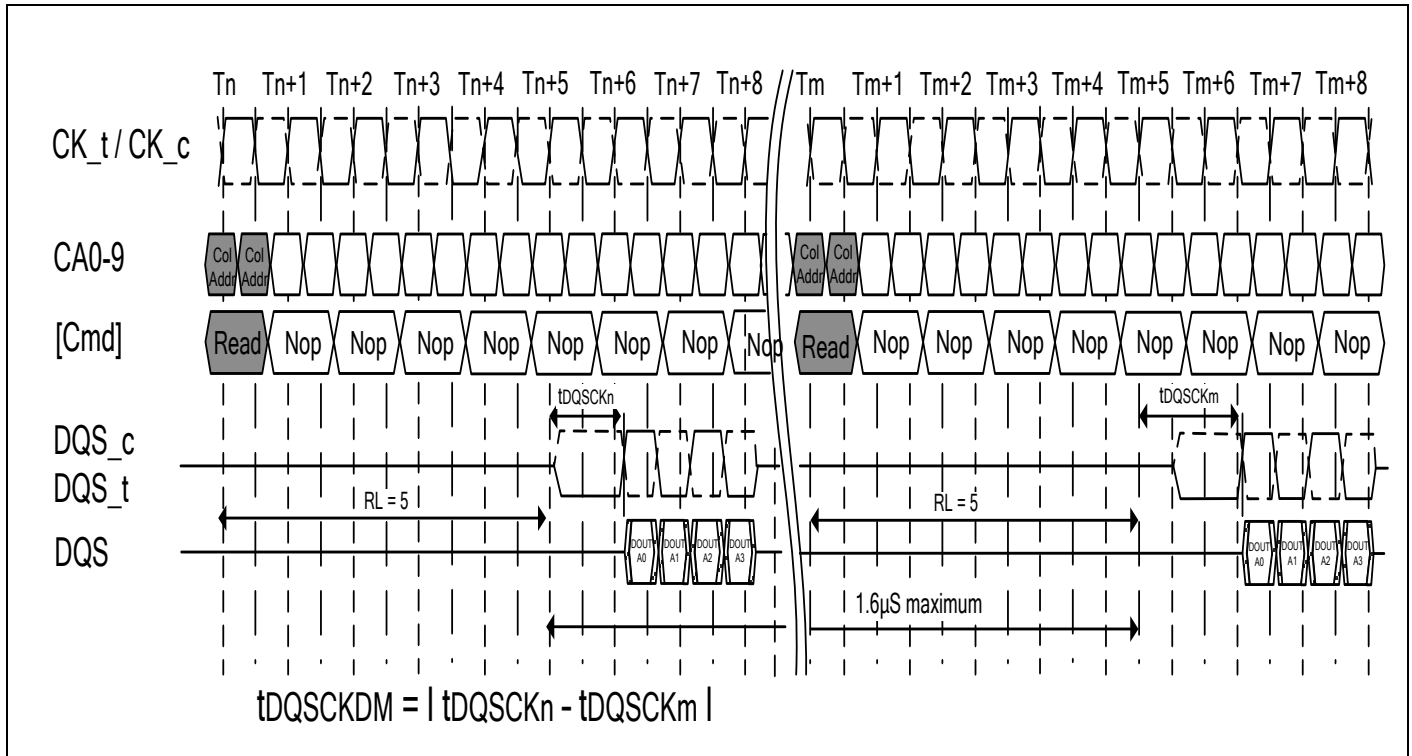 Tn Tn+1 Tn+2 Tn+3 Tn+4 Tn+5 Tn+6 Tn+7 Tn+8 Tm Tm+1 Tm+2 Tm+3 Tm+4 Tm+5 Tm+6 Tm+7 Tm+8
CK_t / CK_c
CA0-9 Col Addr Col Addr Col Addr Col Addr
[Cmd] Read Nop Nop Nop Nop Nop Nop Nop Nop Read Nop Nop Nop Nop Nop Nop Nop Nop
tDQSCKn tDQSCKm
DQS_c
DQS_t
RL = 5 RL = 5
DQS DOUT A0 DOUT A1 DOUT A2 DOUT A3 DOUT A0 DOUT A1 DOUT A2 DOUT A3
1.6µS maximum
tDQSCKDM = | tDQSCKn - tDQSCKm |